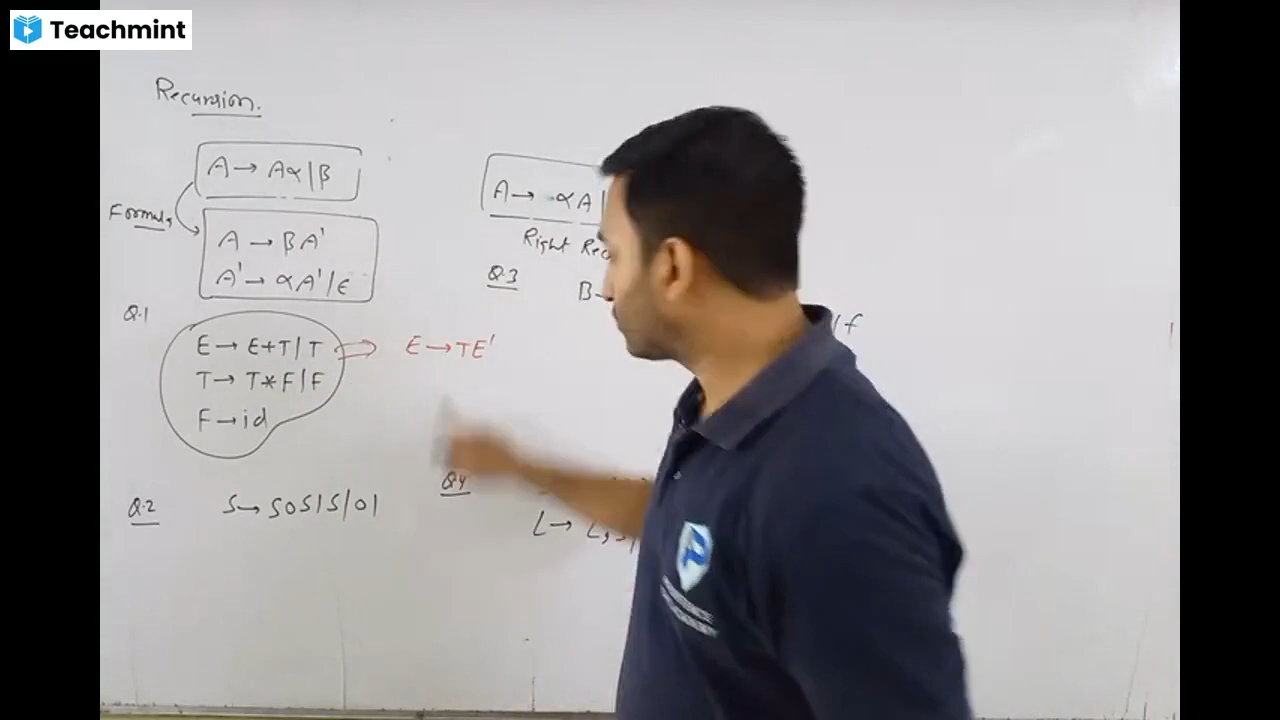 Teachmint
Recursion.
A → Aα | β
Formula
A → βA'
A' → αA' | ϵ
A → αA |
Right Rec
Q.1
E → E+T | T
T → T*F | F
F → id
E → TE'
Q.2
S → S0S1S | 01
Q.3
B →
| f
Q.4
L → L,S |